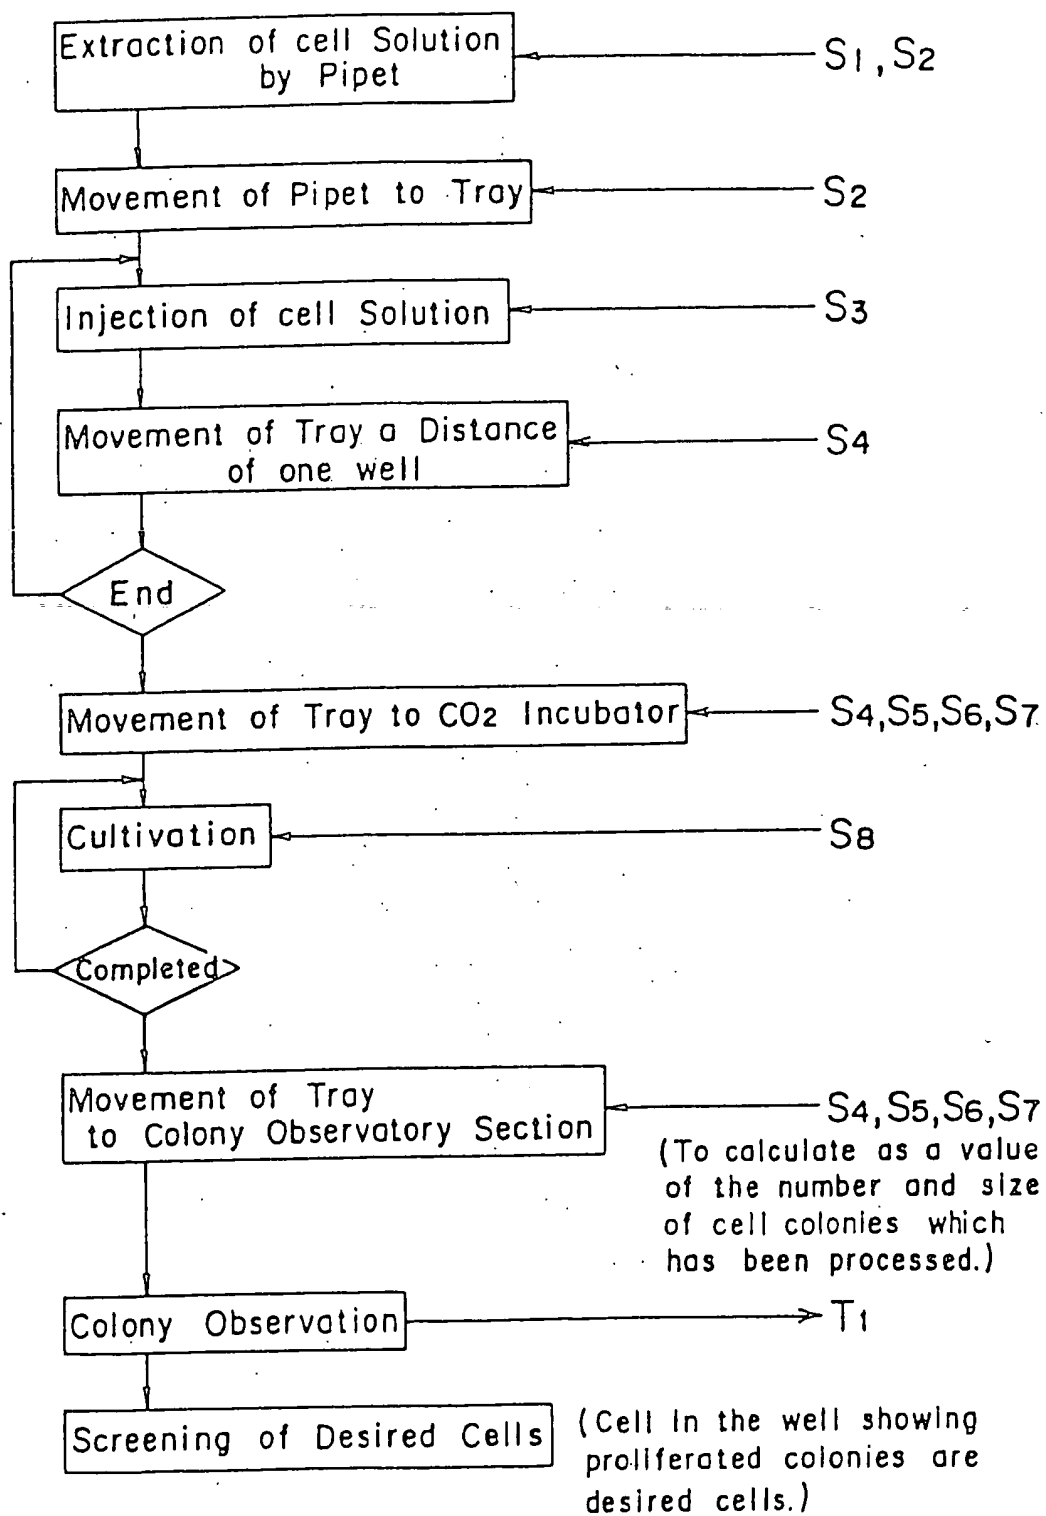 Extraction of cell Solution
by Pipet
S1, S2
Movement of Pipet to Tray
S2
Injection of cell Solution
S3
Movement of Tray a Distance
of one well
S4
End
Movement of Tray to CO2 Incubator
S4,S5,S6,S7
Cultivation
S8
Completed
Movement of Tray
to Colony Observatory Section
S4,S5,S6,S7
(To calculate as a value
of the number and size
of cell colonies which
has been processed.)
Colony Observation
T1
Screening of Desired Cells
(Cell in the well showing
proliferated colonies are
desired cells.)